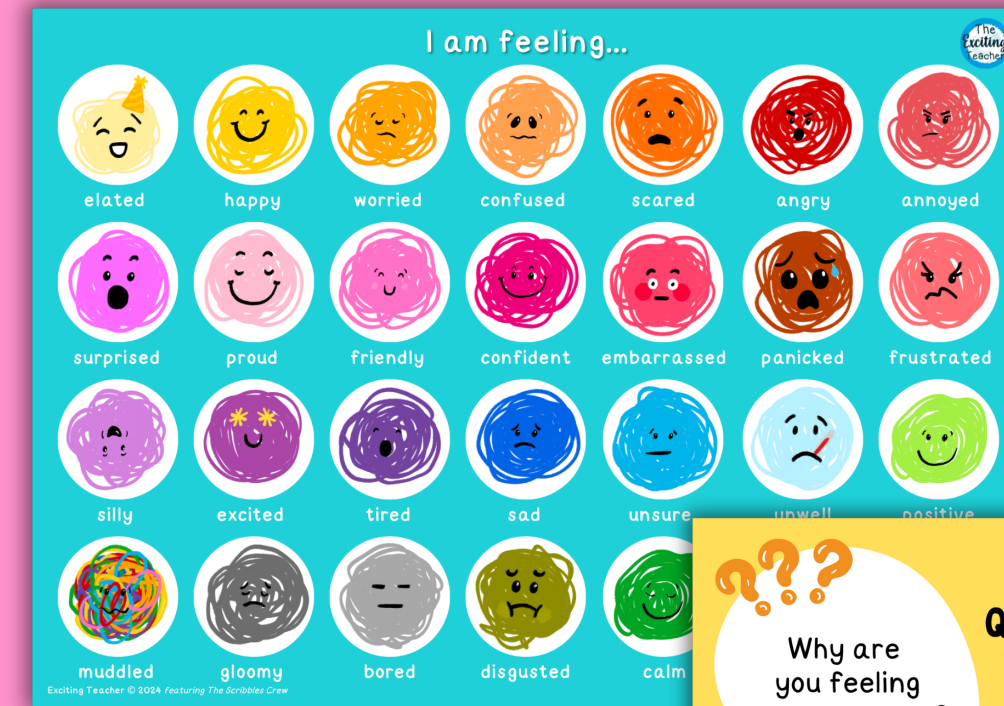 I am feeling...
The
Exciting
Teacher
elated happy worried confused scared angry annoyed
surprised proud friendly confident embarrassed panicked frustrated
silly excited tired sad unsure unwell positive
muddled gloomy bored disgusted calm
Exciting Teacher © 2024 featuring The Scribbles Crew
???
Why are
you feeling
Q